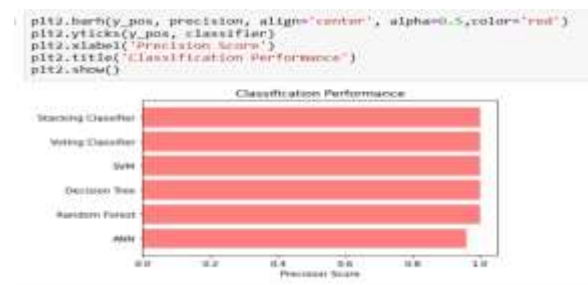 plt2.barh(y_pos, precision, align='center', alpha=0.5,color='red')
plt2.yticks(y_pos, classifier)
plt2.xlabel('Precision Score')
plt2.title('Classification Performance')
plt2.show()
Classification Performance
Stacking Classifier
Voting Classifier
SVM
Decision Tree
Random Forest
ANN
0.0 0.2 0.4 0.6 0.8 1.0
Precision Score